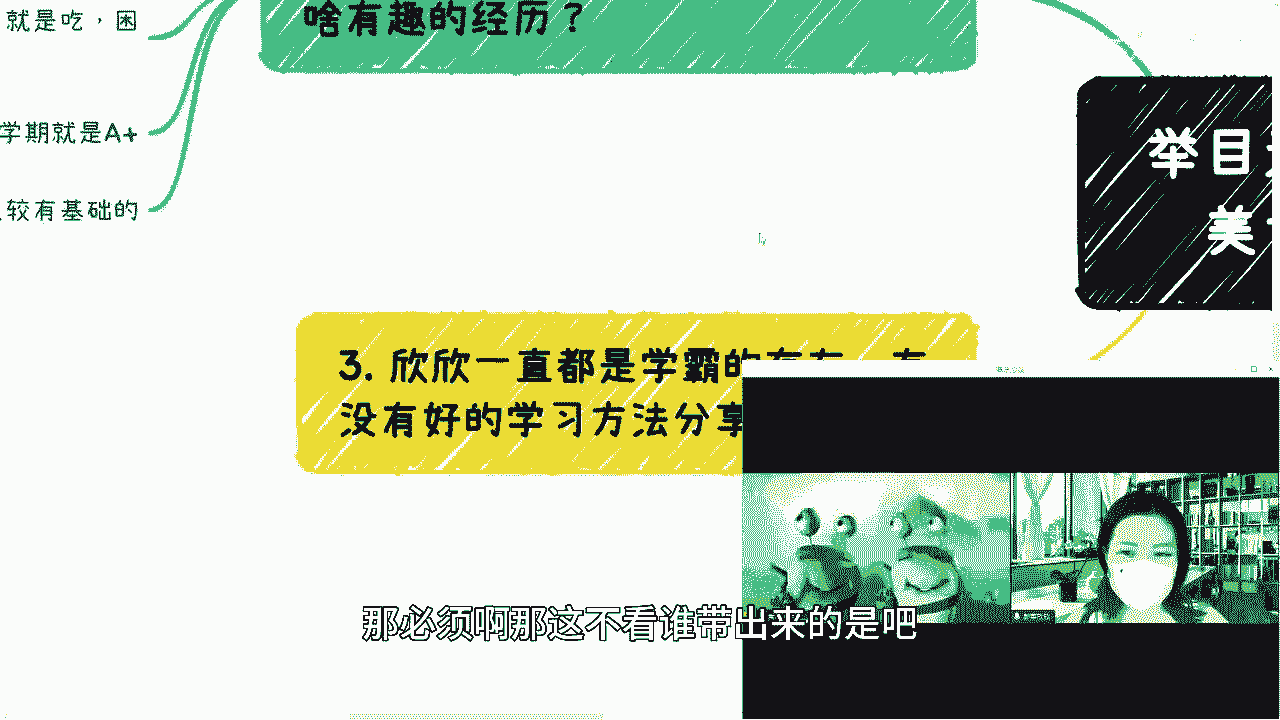 啥有趣的经历？
就是吃，困
学期就是A+
较有基础的
举目
美
3. 欣欣一直都是学霸的
没有好的学习方法分享
那必须啊那这不看谁带出来的是吧